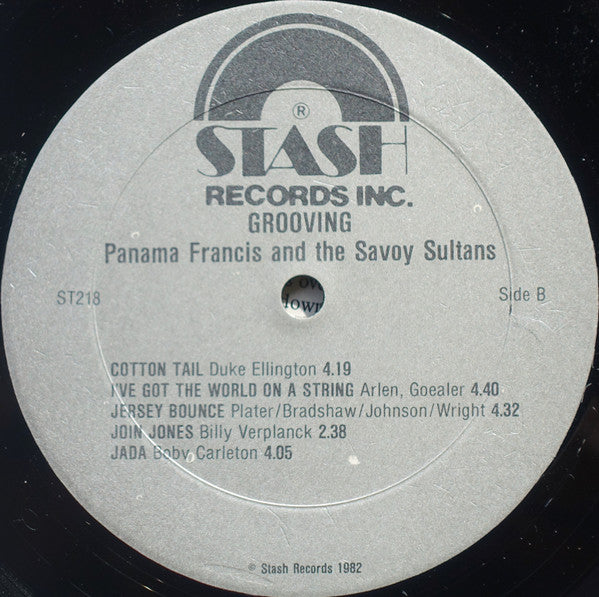 ®
STASH
RECORDS INC.
GROOVING
Panama Francis and the Savoy Sultans
ST218
Side B
COTTON TAIL Duke Ellington 4.19
I'VE GOT THE WORLD ON A STRING Arlen, Goealer 4.40
JERSEY BOUNCE Plater/Bradshaw/Johnson/Wright 4.32
JOIN JONES Billy Verplanck 2.38
JADA Boby Carleton 4.05
℗ Stash Records 1982